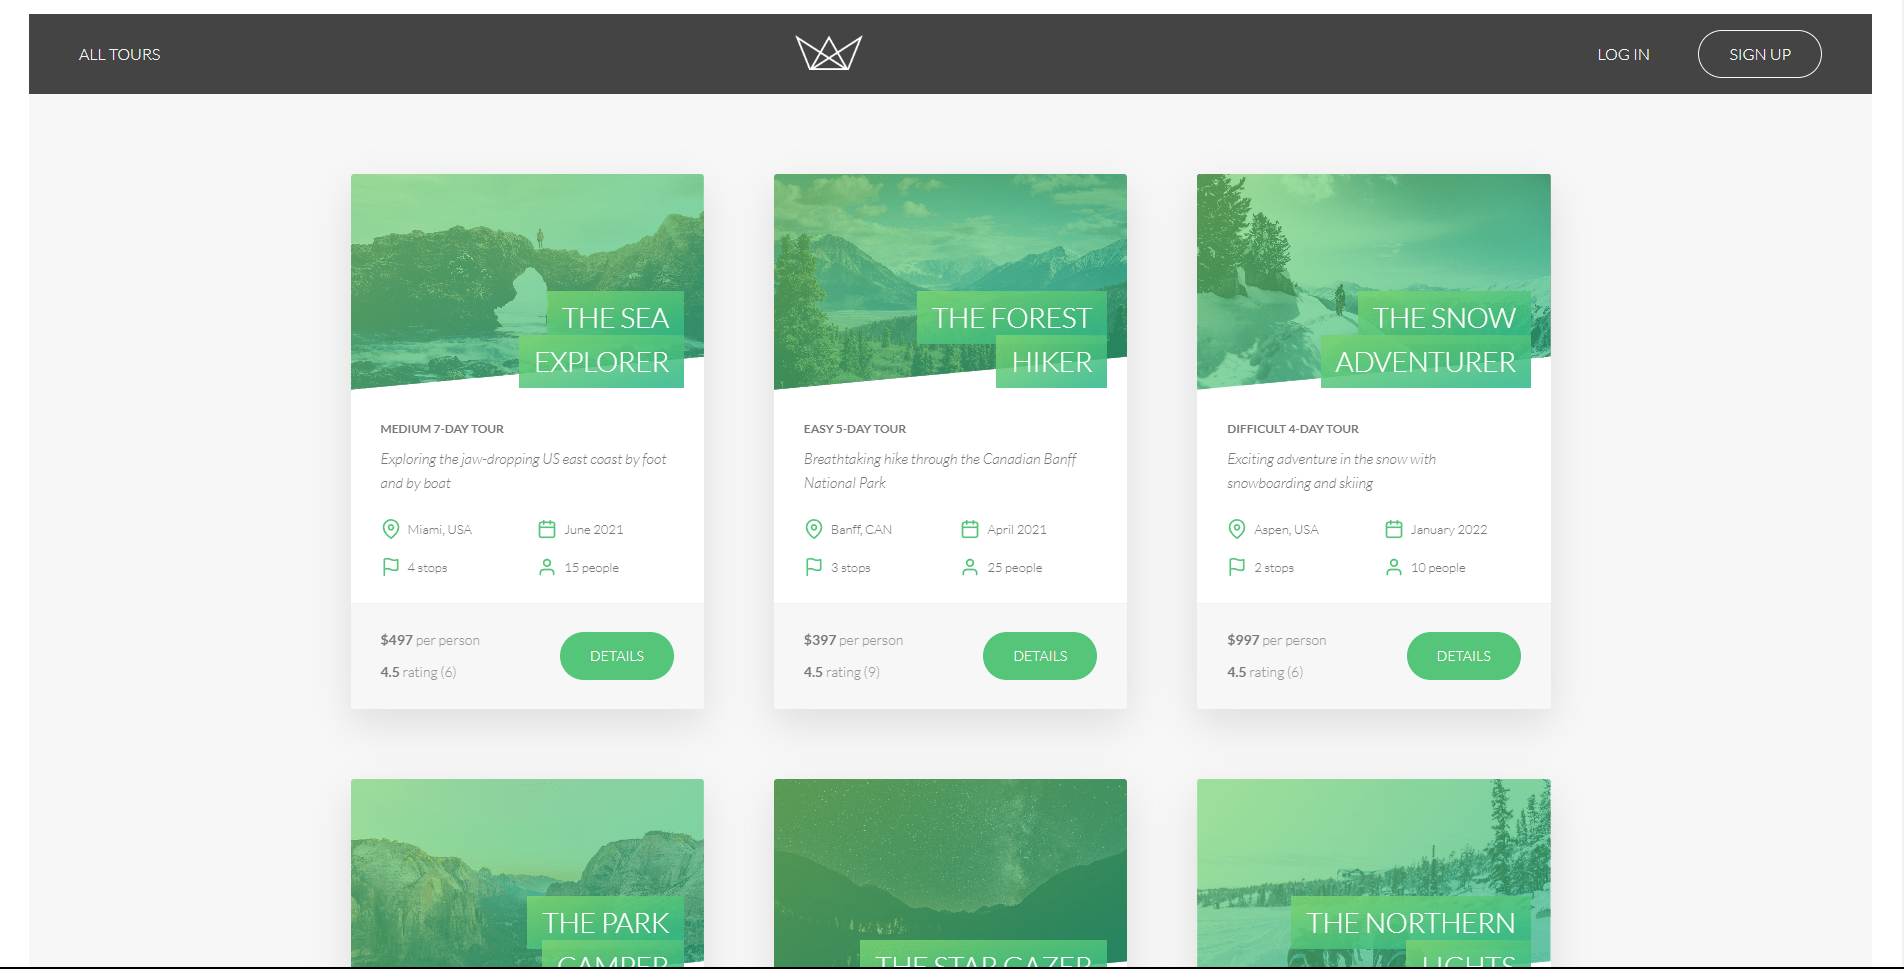 ALL TOURS
LOG IN
SIGN UP
THE SEA
EXPLORER
MEDIUM 7-DAY TOUR
Exploring the jaw-dropping US east coast by foot
and by boat
Miami, USA
June 2021
4 stops
15 people
$497 per person
4.5 rating (6)
DETAILS
THE FOREST
HIKER
EASY 5-DAY TOUR
Breathtaking hike through the Canadian Banff
National Park
Banff, CAN
April 2021
3 stops
25 people
$397 per person
4.5 rating (9)
DETAILS
THE SNOW
ADVENTURER
DIFFICULT 4-DAY TOUR
Exciting adventure in the snow with
snowboarding and skiing
Aspen, USA
January 2022
2 stops
10 people
$997 per person
4.5 rating (6)
DETAILS
THE PARK
CAMPER
THE STAR GAZER
THE NORTHERN
LIGHTS